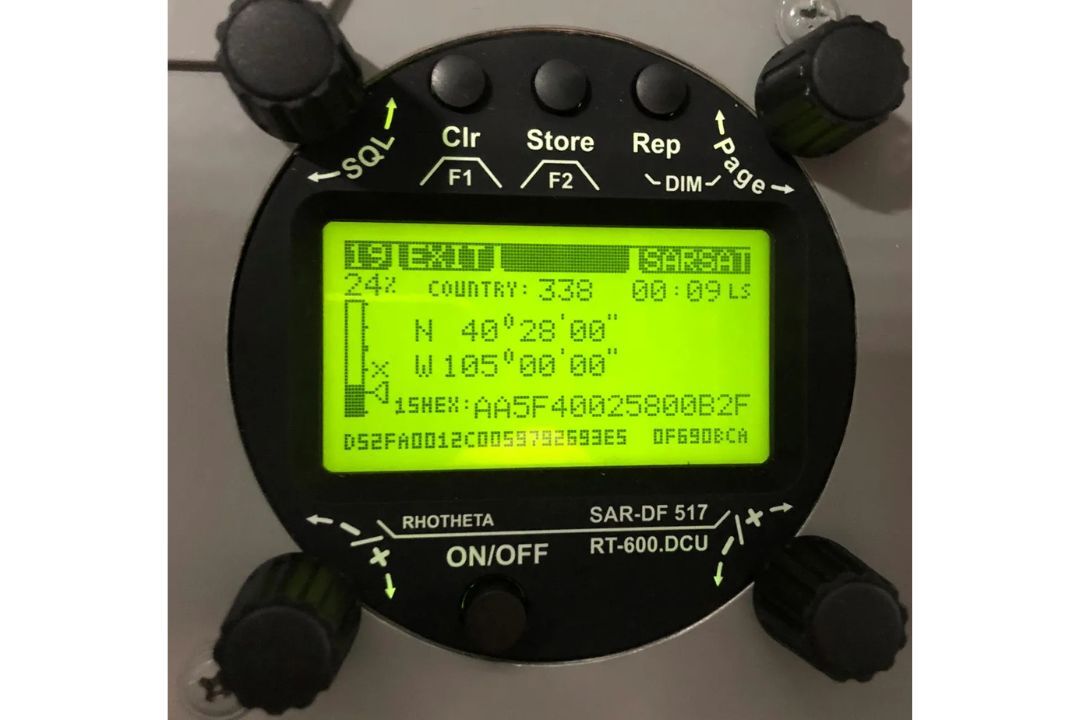 SQL
Clr Store Rep
F1 F2 DIM
Page
19 EXIT SARSAT
24% COUNTRY: 338 00:09 LS
N 40°28'00"
W 105°00'00"
15HEX: AA5F40025800B2F
D52FA0012C0059792693E5 0F690BCA
RHOTHETA SAR-DF 517
ON/OFF RT-600.DCU